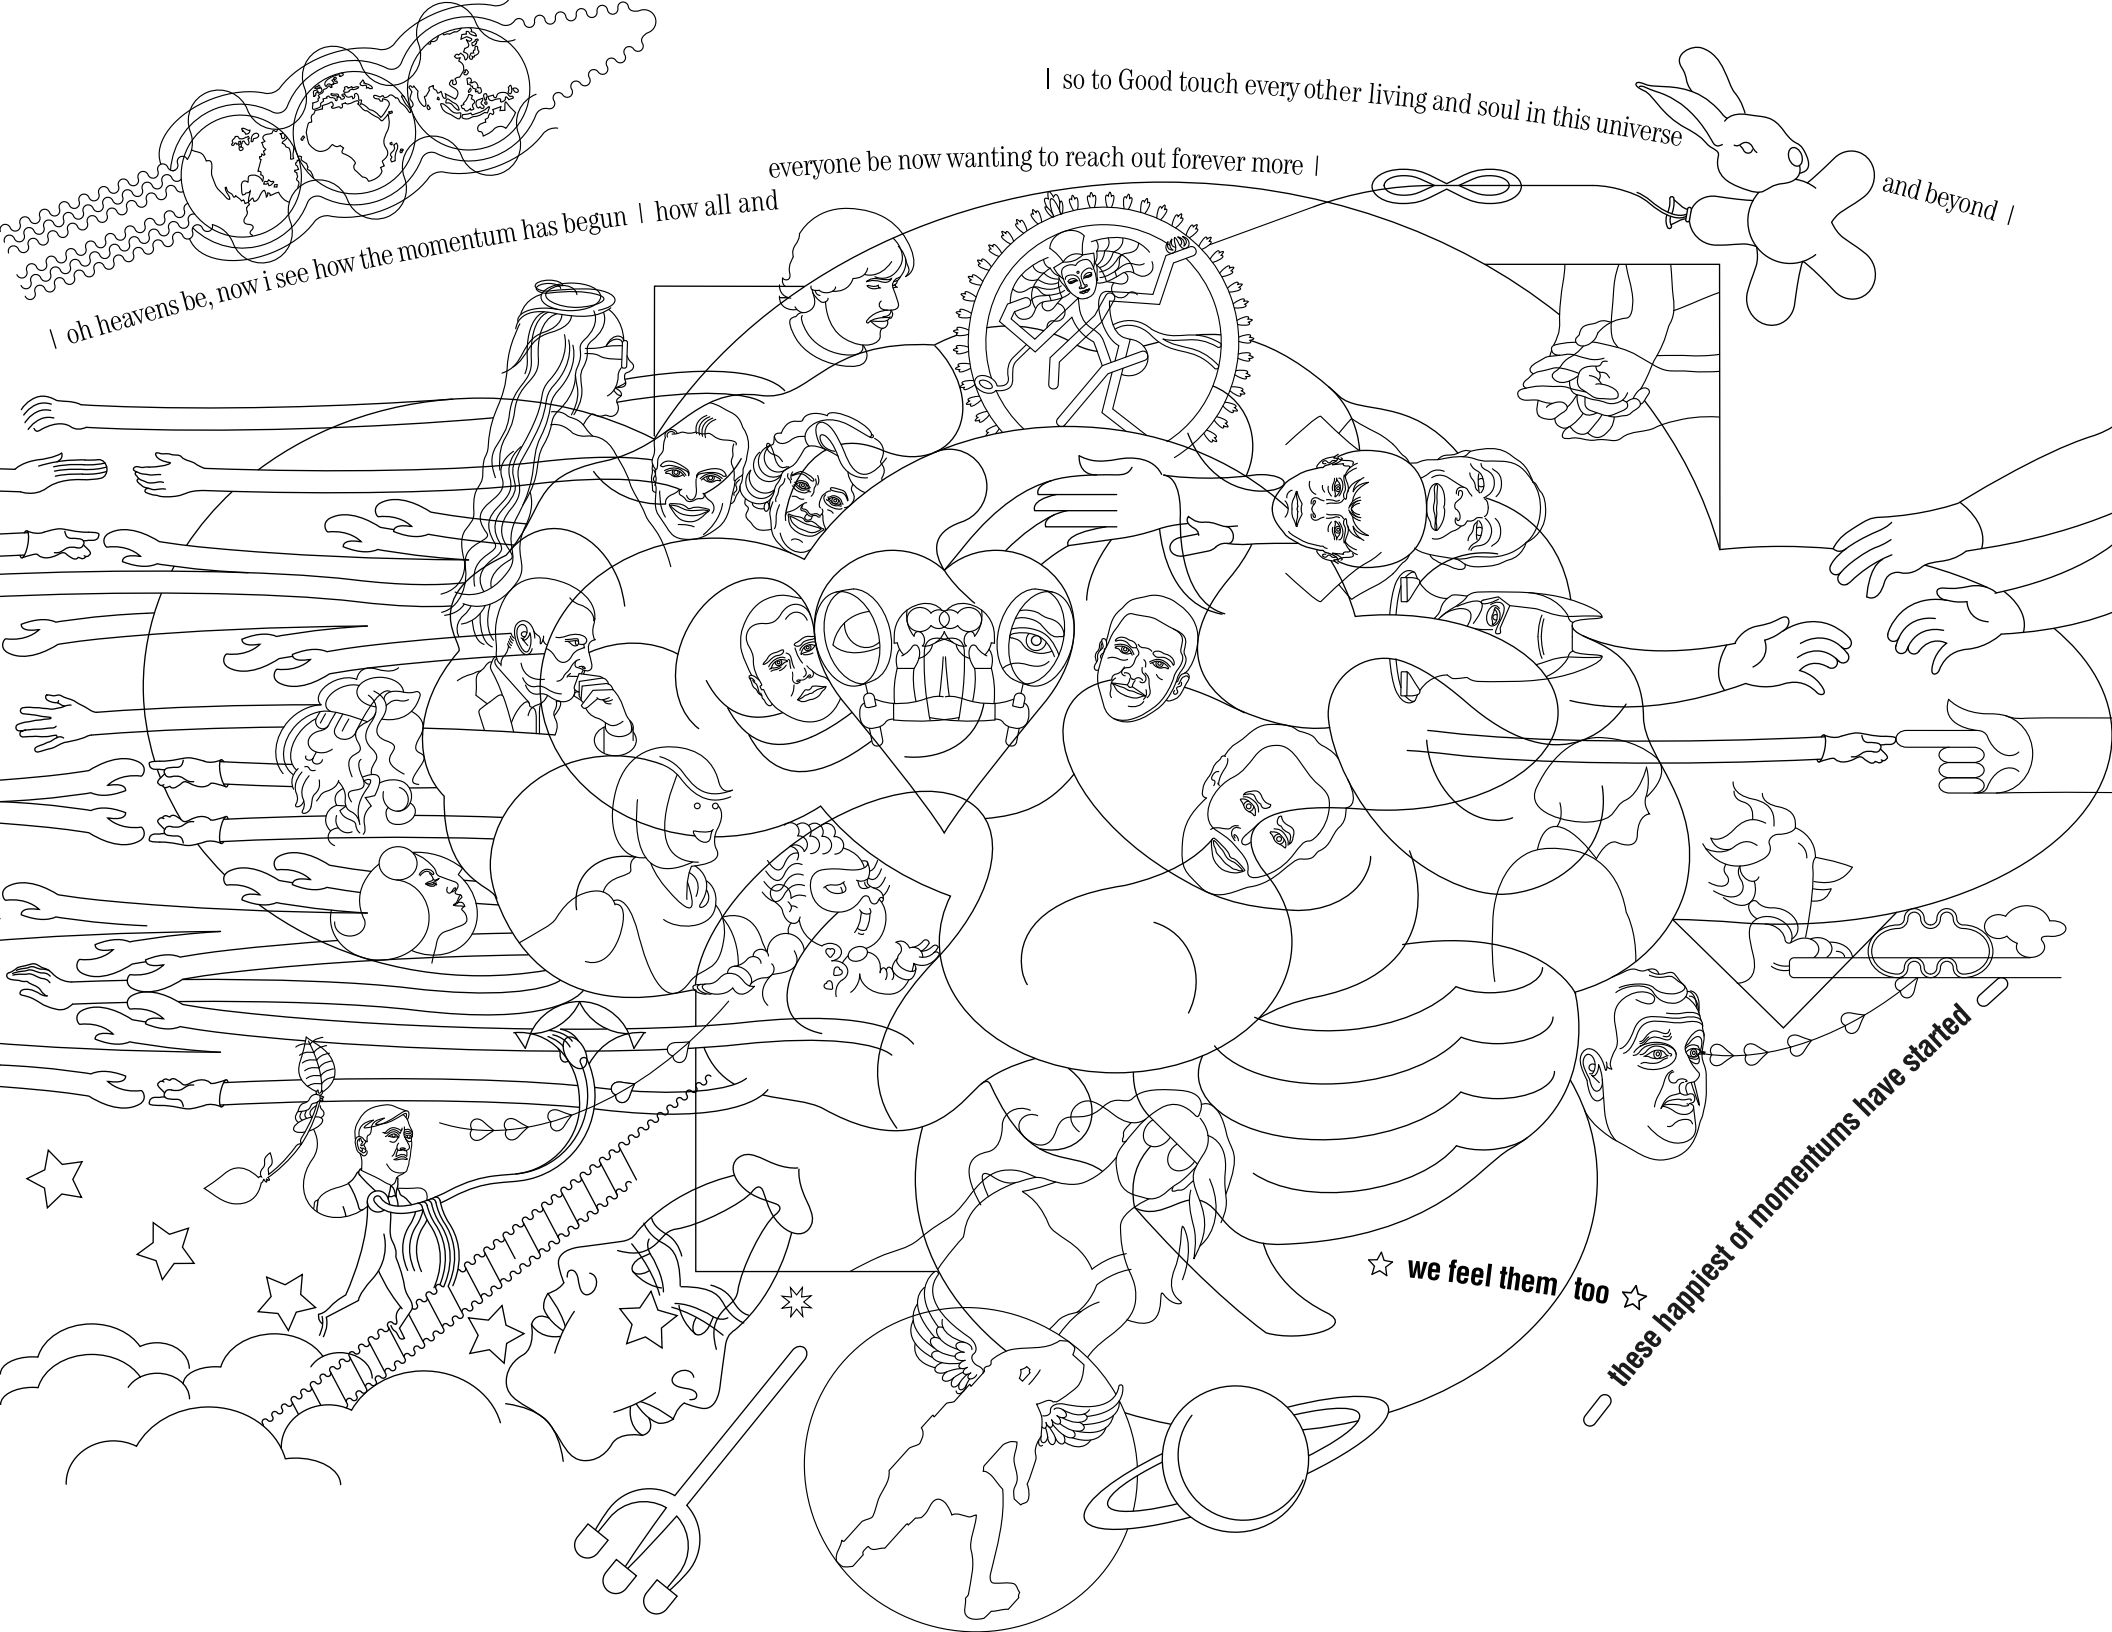 | oh heavens be, now i see how the momentum has begun | how all and
everyone be now wanting to reach out forever more |
| so to Good touch every other living and soul in this universe
and beyond |
we feel them too
these happiest of momentums have started